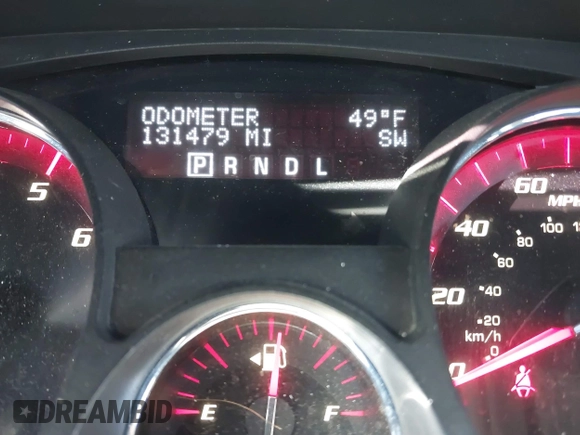 ODOMETER 49°F
131479 MI SW
P R N D L
5
6
60
MPH
40
100
80
60
20
40
20
km/h
0
0
E F
DREAMBID